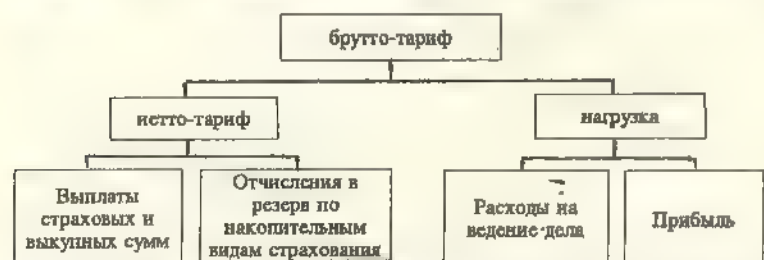 брутто-тариф
нетто-тариф
нагрузка
Выплаты
страховых и
выкупных сумм
Отчисления в
резерв по
накопительным
видам страхования
Расходы на
ведение дела
Прибыль